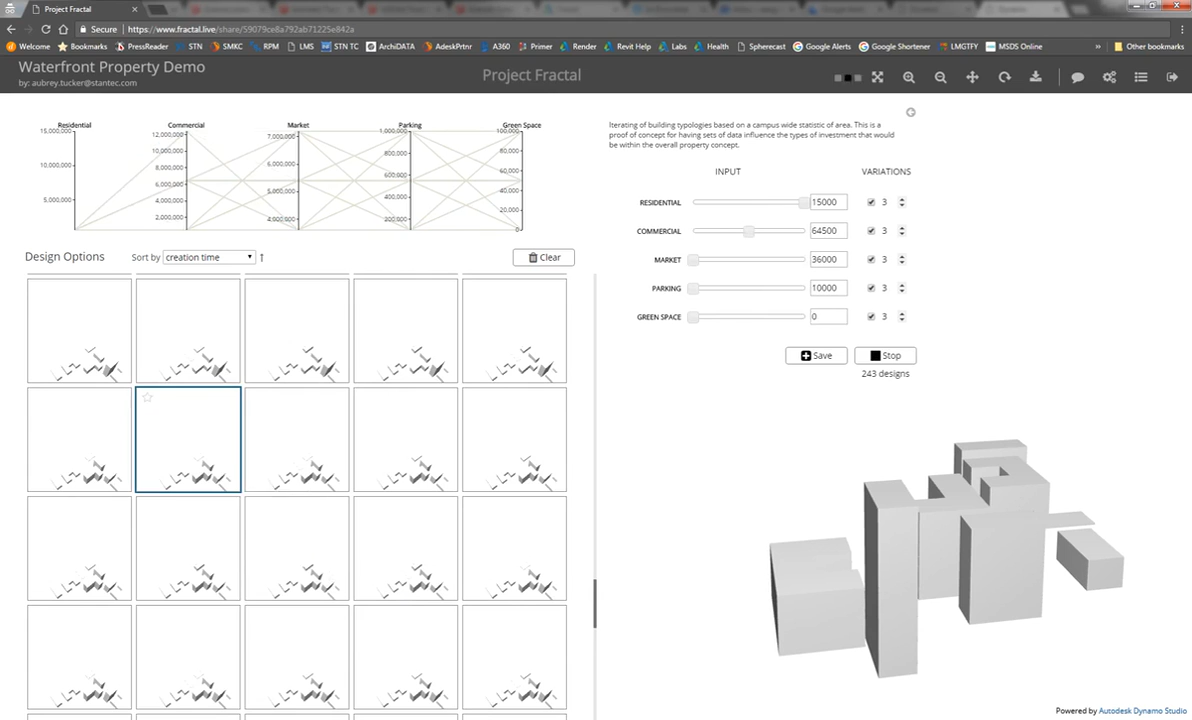 Project Fractal
Secure | https://www.fractal.live/share/59079ce8a792ab71225e842a
Welcome Bookmarks PressReader STN SMKC RPM LMS STN TC ArchiDATA AdeskPrtnr A360 Primer Render Revit Help Labs Health Spherecast Google Alerts Google Shortener LMGTFY MSDS Online » Other bookmarks
Waterfront Property Demo
by: aubrey.tucker@stantec.com
Project Fractal
Residential Commercial Market Parking Green Space
15,000,000 10,000,000 5,000,000
12,000,000 10,000,000 8,000,000 6,000,000 4,000,000 2,000,000
7,000,000 6,000,000 5,000,000 4,000,000
1,000,000 800,000 600,000 400,000 200,000
100,000 80,000 60,000 40,000 20,000 0
Iterating of building typologies based on a campus wide statistic of area. This is a
proof of concept for having sets of data influence the types of investment that would
be within the overall property concept.
INPUT VARIATIONS
RESIDENTIAL 15000 3
COMMERCIAL 64500 3
MARKET 36000 3
PARKING 10000 3
GREEN SPACE 0 3
Save Stop
243 designs
Design Options Sort by creation time Clear
Powered by Autodesk Dynamo Studio